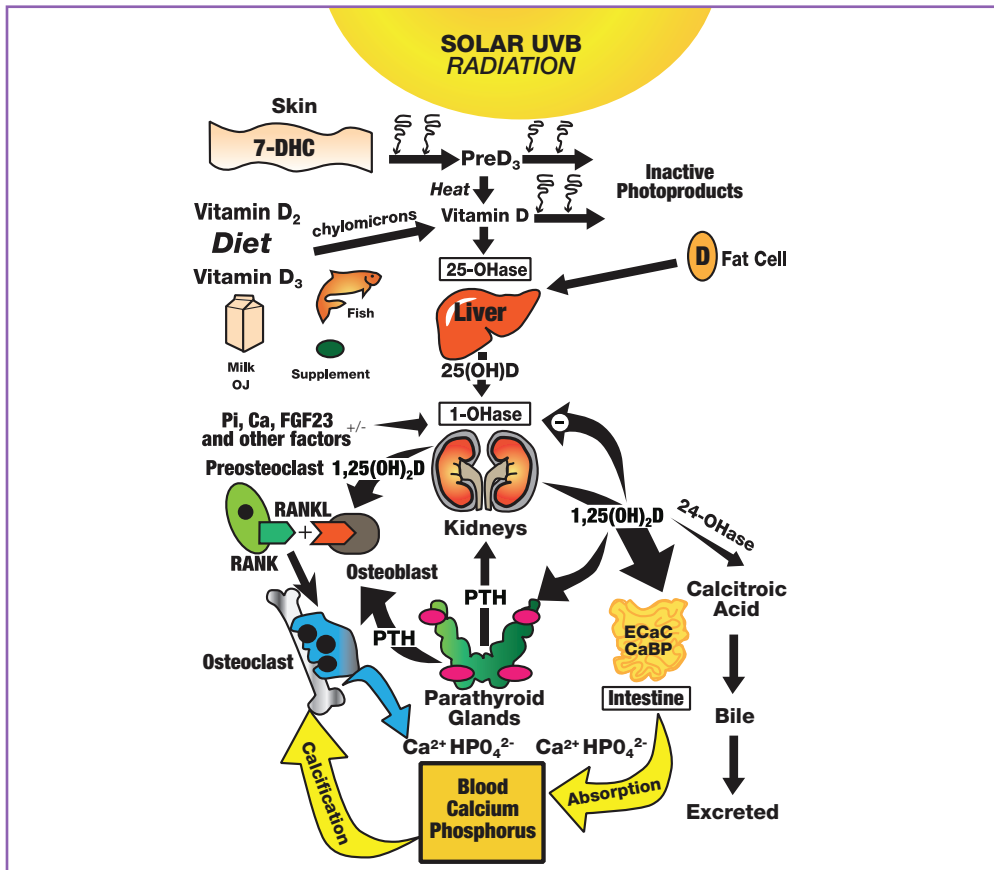 SOLAR UVB
RADIATION
Skin
7-DHC
PreD₃
Inactive
Photoproducts
Heat
Vitamin D
Vitamin D₂
Diet
Vitamin D₃
chylomicrons
25-OHase
D
Fat Cell
Fish
Liver
Milk
OJ
Supplement
25(OH)D
1-OHase
Pi, Ca, FGF23
and other factors
+/-
−
Preosteoclast
1,25(OH)₂D
RANKL
+
RANK
Kidneys
1,25(OH)₂D
24-OHase
Osteoblast
PTH
PTH
Calcitroic
Acid
ECaC
CaBP
Osteoclast
Parathyroid
Glands
Intestine
Bile
Ca²⁺ HPO₄²⁻
Ca²⁺ HPO₄²⁻
Calcification
Blood
Calcium
Phosphorus
Absorption
Excreted